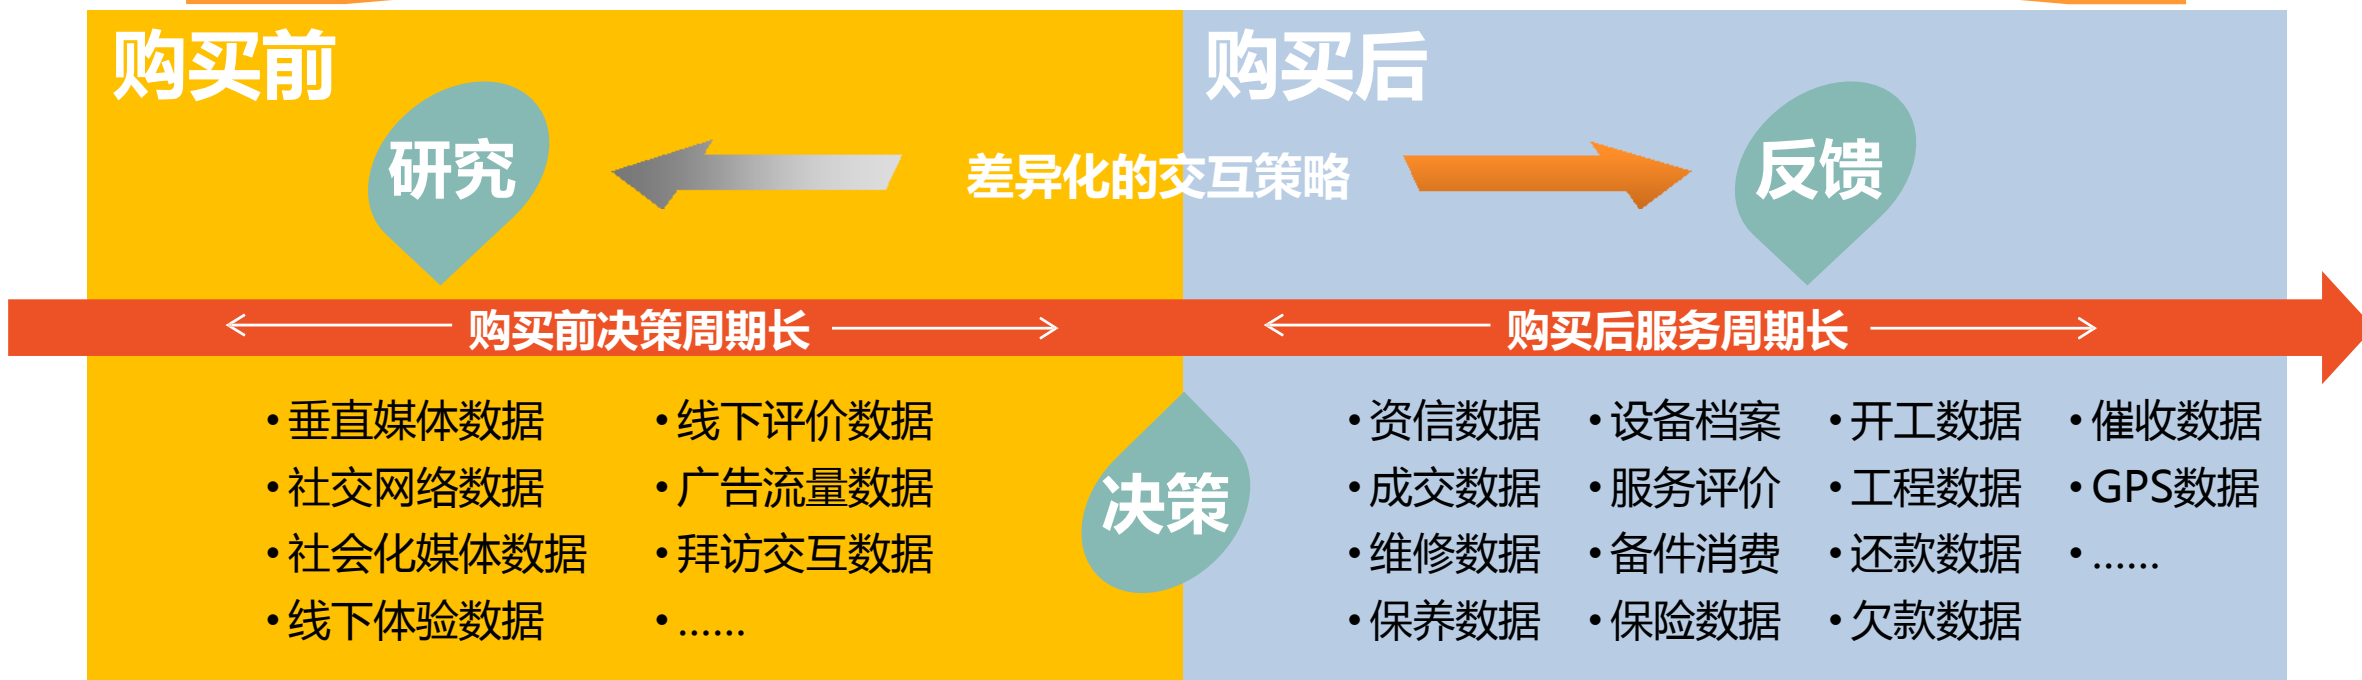 购买前
购买后
研究
差异化的交互策略
反馈
购买前决策周期长
购买后服务周期长
•垂直媒体数据
•社交网络数据
•社会化媒体数据
•线下体验数据
•线下评价数据
•广告流量数据
•拜访交互数据
•……
决策
•资信数据
•成交数据
•维修数据
•保养数据
•设备档案
•服务评价
•备件消费
•保险数据
•开工数据
•工程数据
•还款数据
•欠款数据
•催收数据
•GPS数据
•……